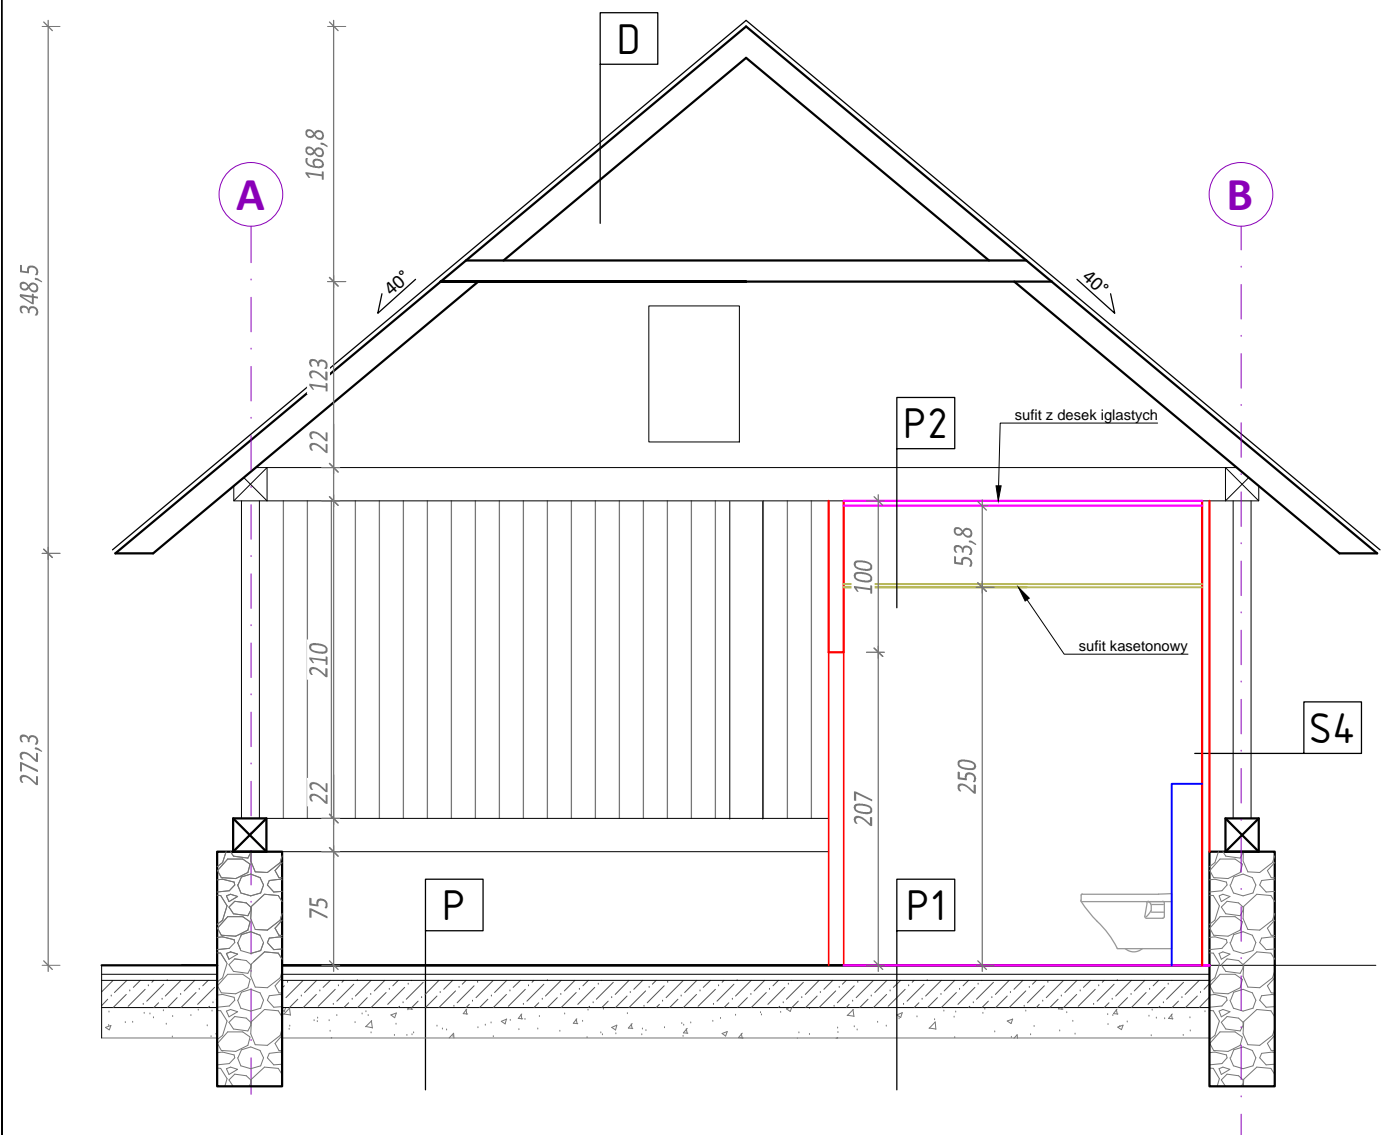 D
168,8
A
B
348,5
40°
40°
123
P2
sufit z desek iglastych
22
53,8
100
sufit kasetonowy
210
S4
272,3
250
22
207
P
P1
75